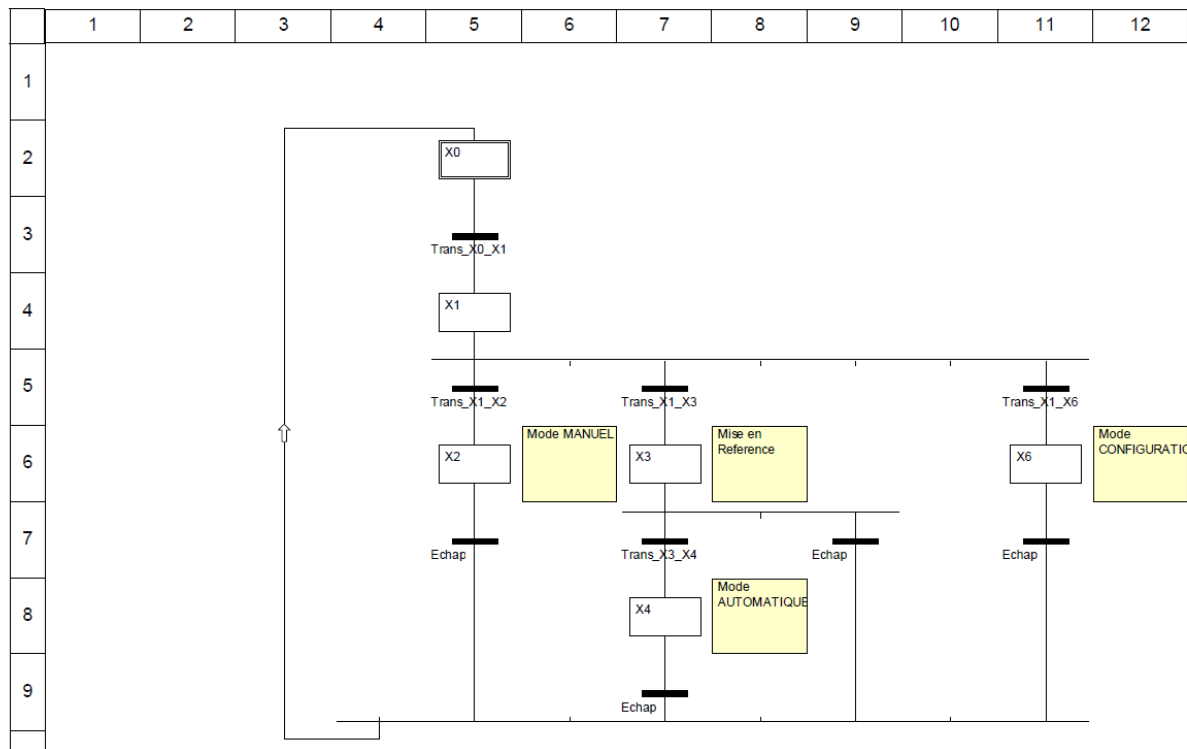 1 2 3 4 5 6 7 8 9 10 11 12
1
2
X0
3
Trans_X0_X1
4
X1
5
Trans_X1_X2 Trans_X1_X3 Trans_X1_X6
6
X2
Mode MANUEL
X3
Mise en
Reference
X6
Mode
CONFIGURATIC
7
Echap Trans_X3_X4 Echap Echap
8
X4
Mode
AUTOMATIQUE
9
Echap